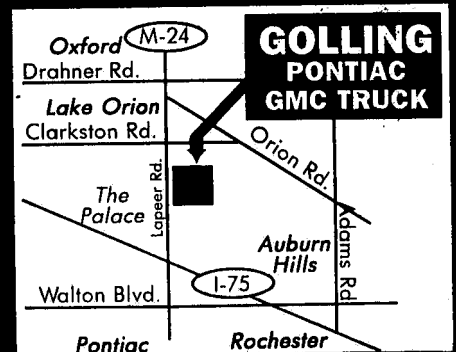 GOLLING
PONTIAC
GMC TRUCK
M-24
Oxford
Drahner Rd.
Lake Orion
Clarkston Rd.
Orion Rd.
Lapeer Rd.
The
Palace
Auburn
Hills
Adams Rd
I-75
Walton Blvd.
Pontiac
Rochester